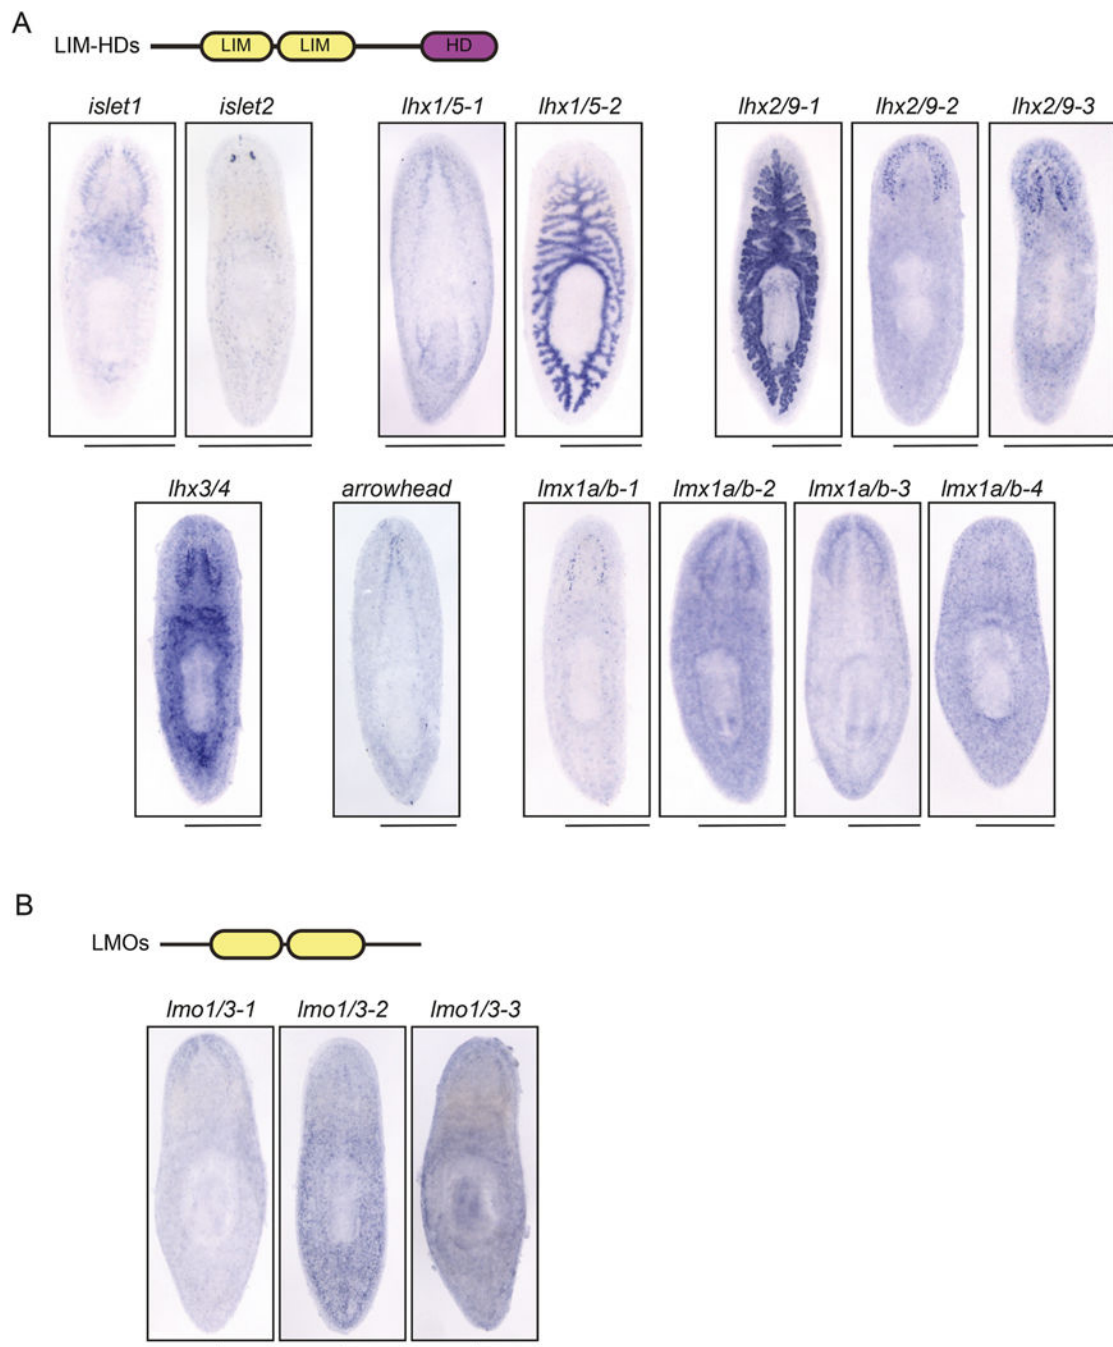 A
LIM-HDs LIM LIM HD
islet1 islet2 lhx1/5-1 lhx1/5-2 lhx2/9-1 lhx2/9-2 lhx2/9-3
lhx3/4 arrowhead lmx1a/b-1 lmx1a/b-2 lmx1a/b-3 lmx1a/b-4
B
LMOs
lmo1/3-1 lmo1/3-2 lmo1/3-3